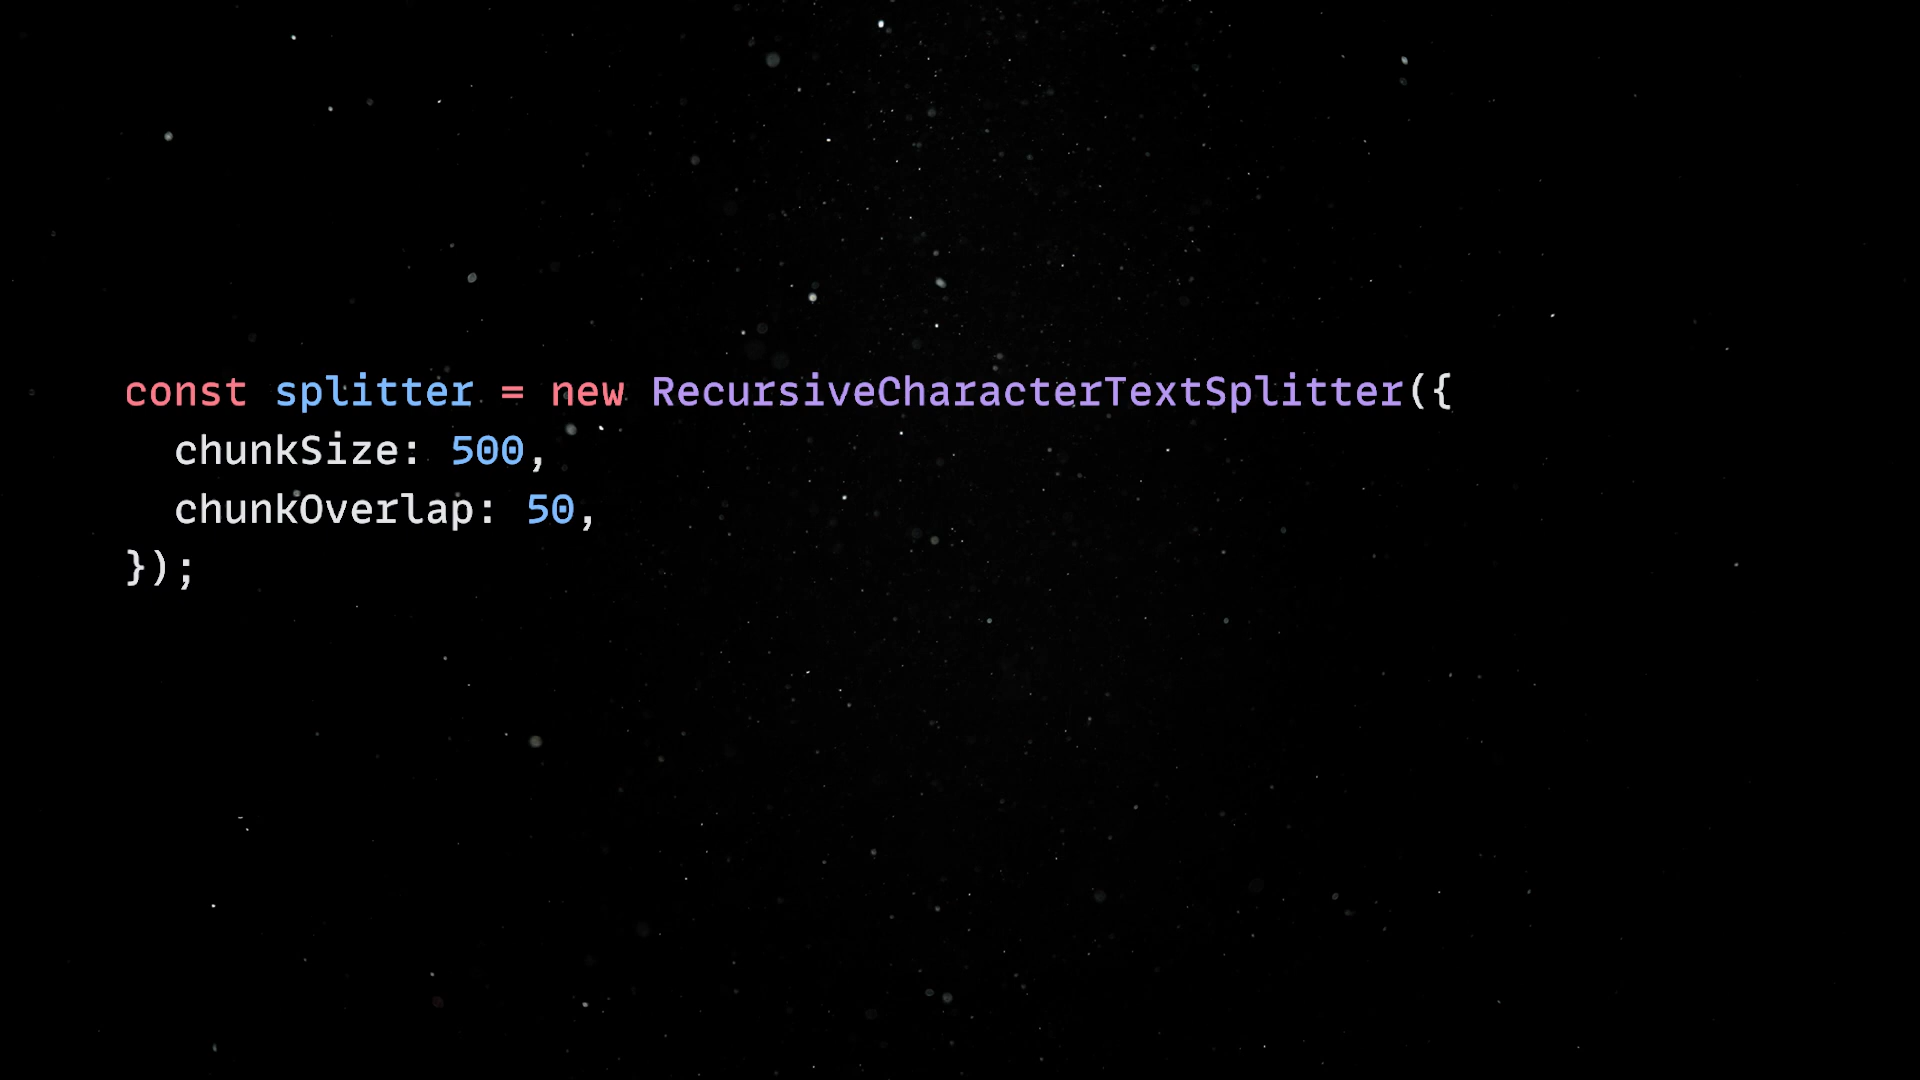 const splitter = new RecursiveCharacterTextSplitter({
  chunkSize: 500,
  chunkOverlap: 50,
});